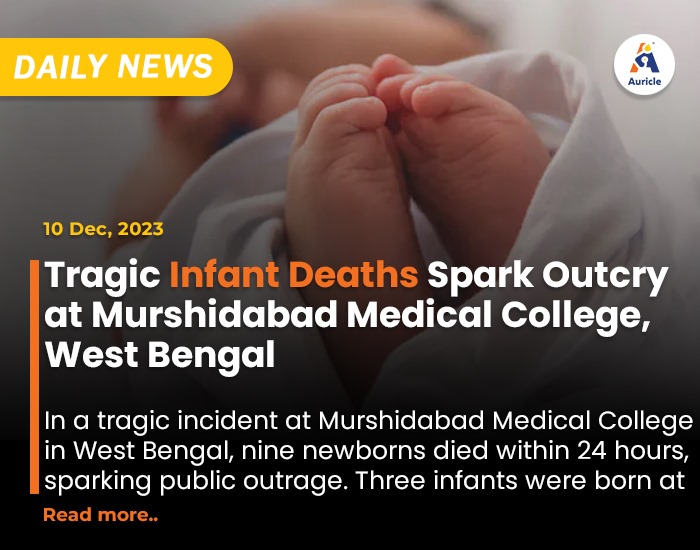 DAILY NEWS
Auricle
10 Dec, 2023
Tragic Infant Deaths Spark Outcry
at Murshidabad Medical College,
West Bengal
In a tragic incident at Murshidabad Medical College
in West Bengal, nine newborns died within 24 hours,
sparking public outrage. Three infants were born at
Read more..